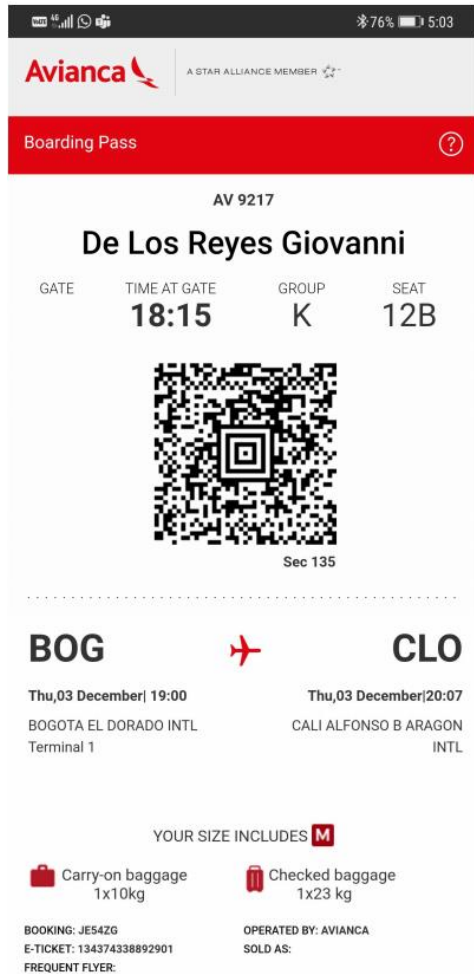 VoLTE 46 76% 5:03
Avianca A STAR ALLIANCE MEMBER
Boarding Pass ?
AV 9217
De Los Reyes Giovanni
GATE TIME AT GATE GROUP SEAT
18:15 K 12B
Sec 135
BOG CLO
Thu,03 December| 19:00 Thu,03 December|20:07
BOGOTA EL DORADO INTL CALI ALFONSO B ARAGON
Terminal 1 INTL
YOUR SIZE INCLUDES M
Carry-on baggage Checked baggage
1x10kg 1x23 kg
BOOKING: JE54ZG OPERATED BY: AVIANCA
E-TICKET: 134374338892901 SOLD AS:
FREQUENT FLYER: